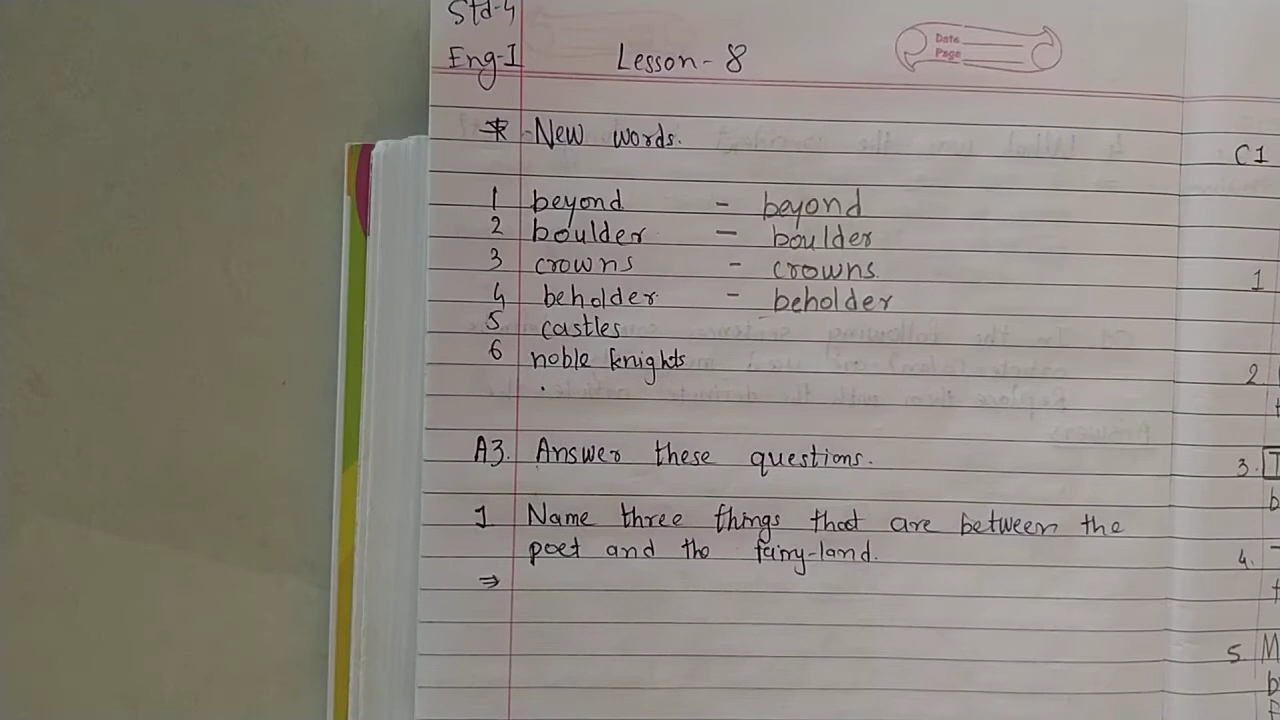 Std-4
Eng-I
Lesson-8
Date
Page
* New words.
1 beyond - beyond
2 boulder - boulder
3 crowns - crowns
4 beholder - beholder
5 castles
6 noble knights
A3. Answer these questions.
1 Name three things that are between the
poet and the fairy-land.
⇒
C1
1
2
3.
4.
5 M